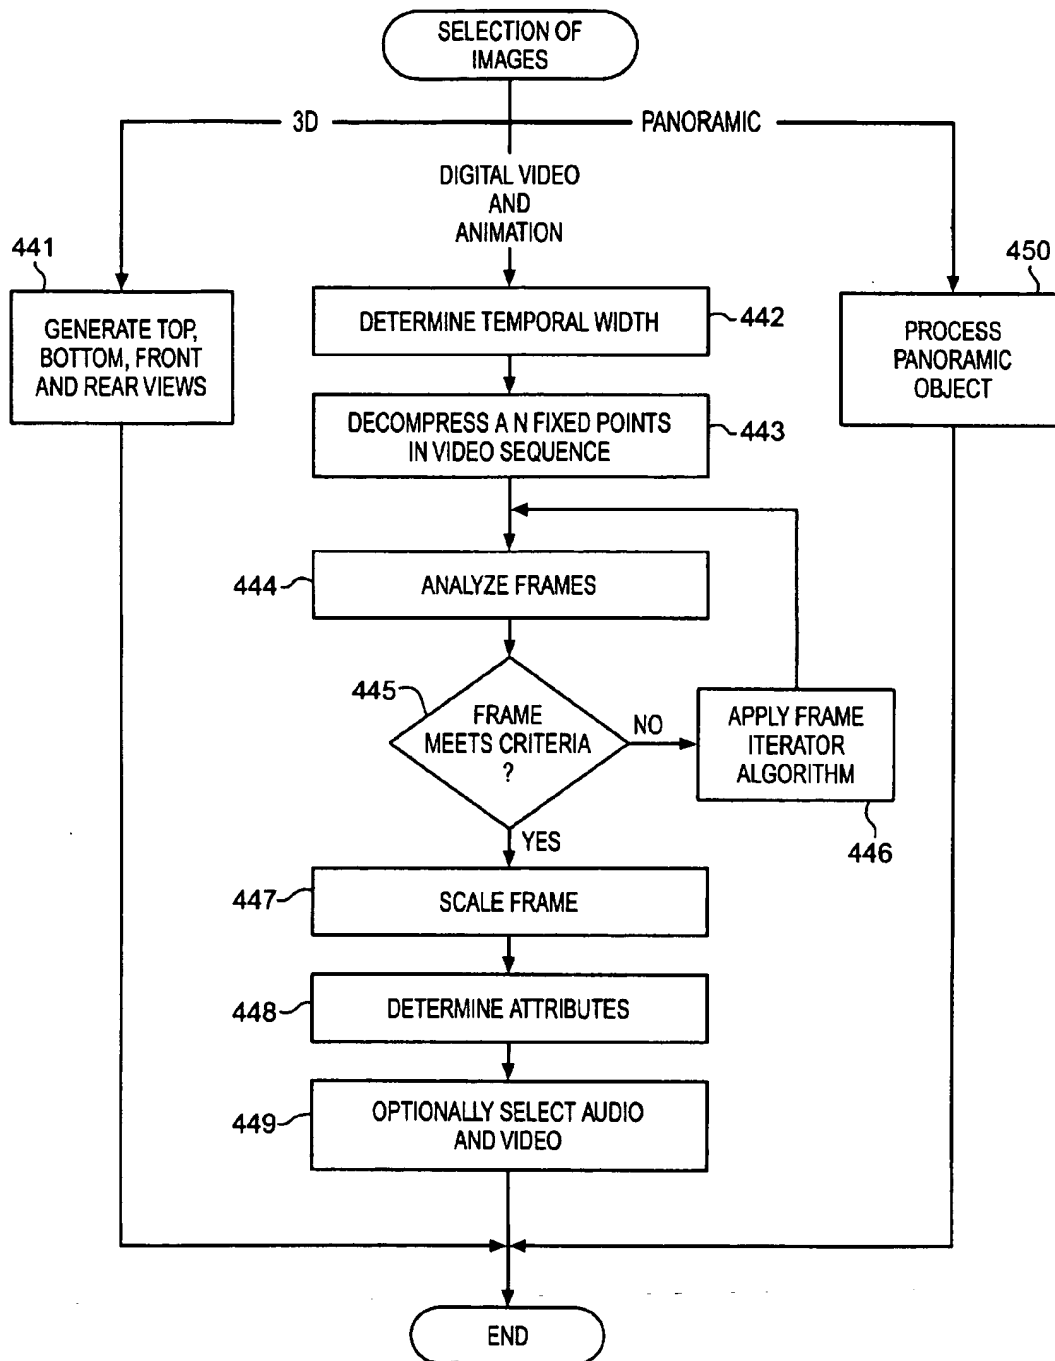 SELECTION OF
IMAGES
3D
PANORAMIC
DIGITAL VIDEO
AND
ANIMATION
441
GENERATE TOP,
BOTTOM, FRONT
AND REAR VIEWS
450
PROCESS
PANORAMIC
OBJECT
DETERMINE TEMPORAL WIDTH
442
DECOMPRESS A N FIXED POINTS
IN VIDEO SEQUENCE
443
444
ANALYZE FRAMES
445
FRAME
MEETS CRITERIA
?
NO
APPLY FRAME
ITERATOR
ALGORITHM
446
YES
447
SCALE FRAME
448
DETERMINE ATTRIBUTES
449
OPTIONALLY SELECT AUDIO
AND VIDEO
END